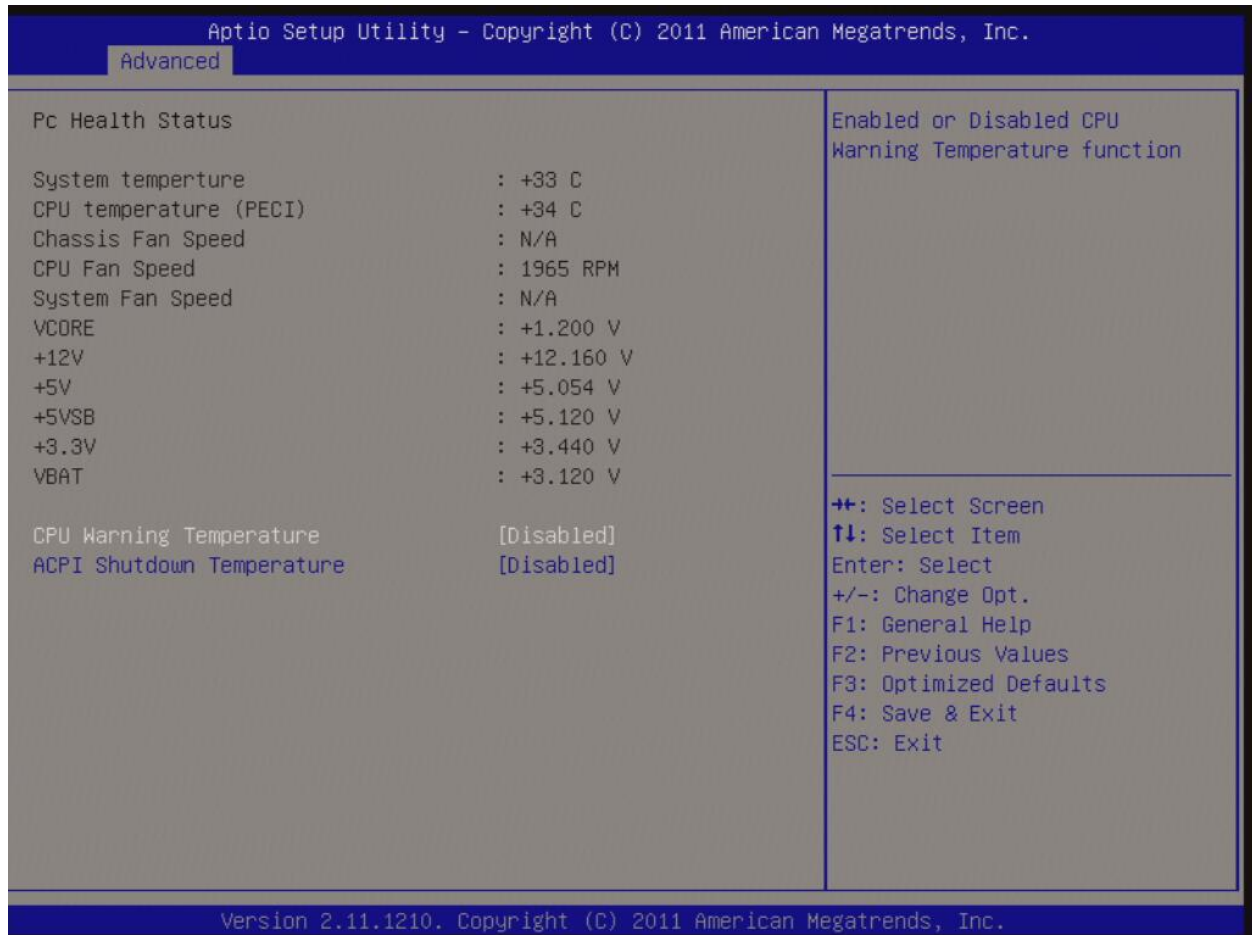 Aptio Setup Utility – Copyright (C) 2011 American Megatrends, Inc.
Advanced
Pc Health Status
System temperture : +33 C
CPU temperature (PECI) : +34 C
Chassis Fan Speed : N/A
CPU Fan Speed : 1965 RPM
System Fan Speed : N/A
VCORE : +1.200 V
+12V : +12.160 V
+5V : +5.054 V
+5VSB : +5.120 V
+3.3V : +3.440 V
VBAT : +3.120 V
CPU Warning Temperature [Disabled]
ACPI Shutdown Temperature [Disabled]
Enabled or Disabled CPU
Warning Temperature function
→←: Select Screen
↑↓: Select Item
Enter: Select
+/-: Change Opt.
F1: General Help
F2: Previous Values
F3: Optimized Defaults
F4: Save & Exit
ESC: Exit
Version 2.11.1210. Copyright (C) 2011 American Megatrends, Inc.